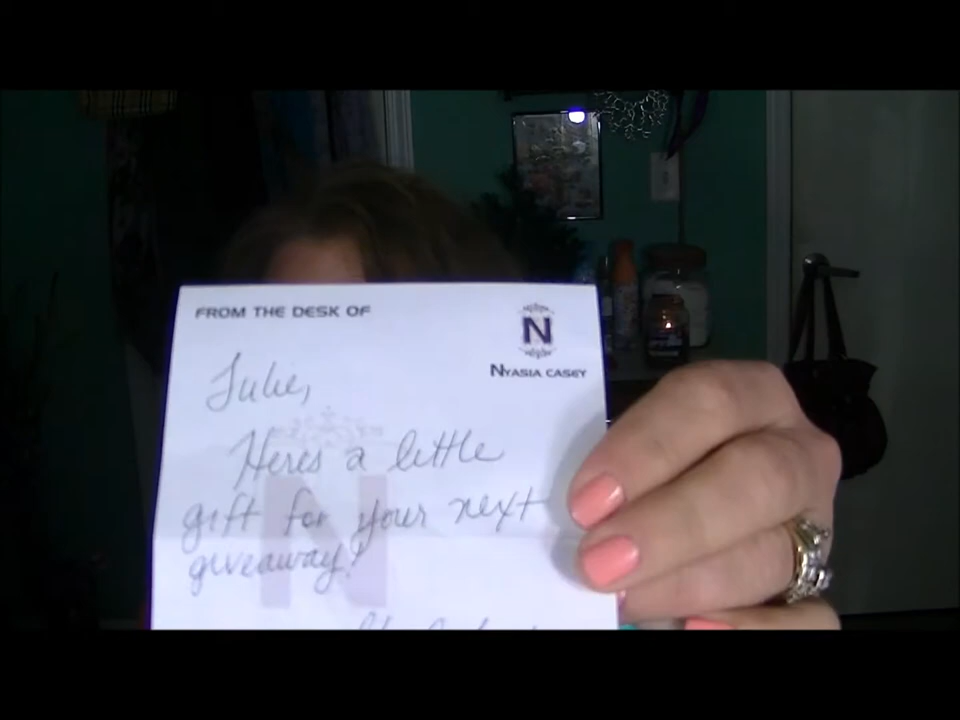 FROM THE DESK OF
N
NYASIA CASEY
Julie,
Heres a little
gift for your next
giveaway!
N